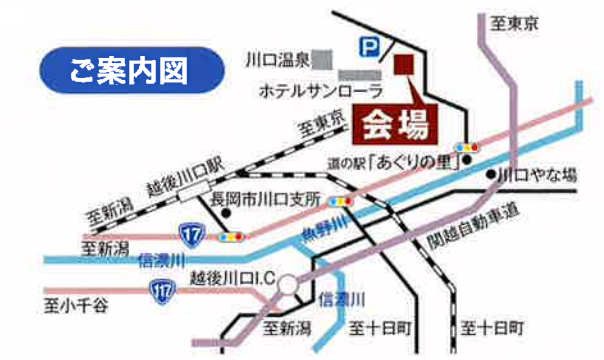 ご案内図
至東京
P
川口温泉
ホテルサンローラ
会場
至東京
道の駅「あぐりの里」
川口やな場
越後川口駅
長岡市川口支所
至新潟
17
魚野川
関越自動車道
至新潟
信濃川
越後川口I.C
117
信濃川
至小千谷
至新潟
至十日町
至十日町